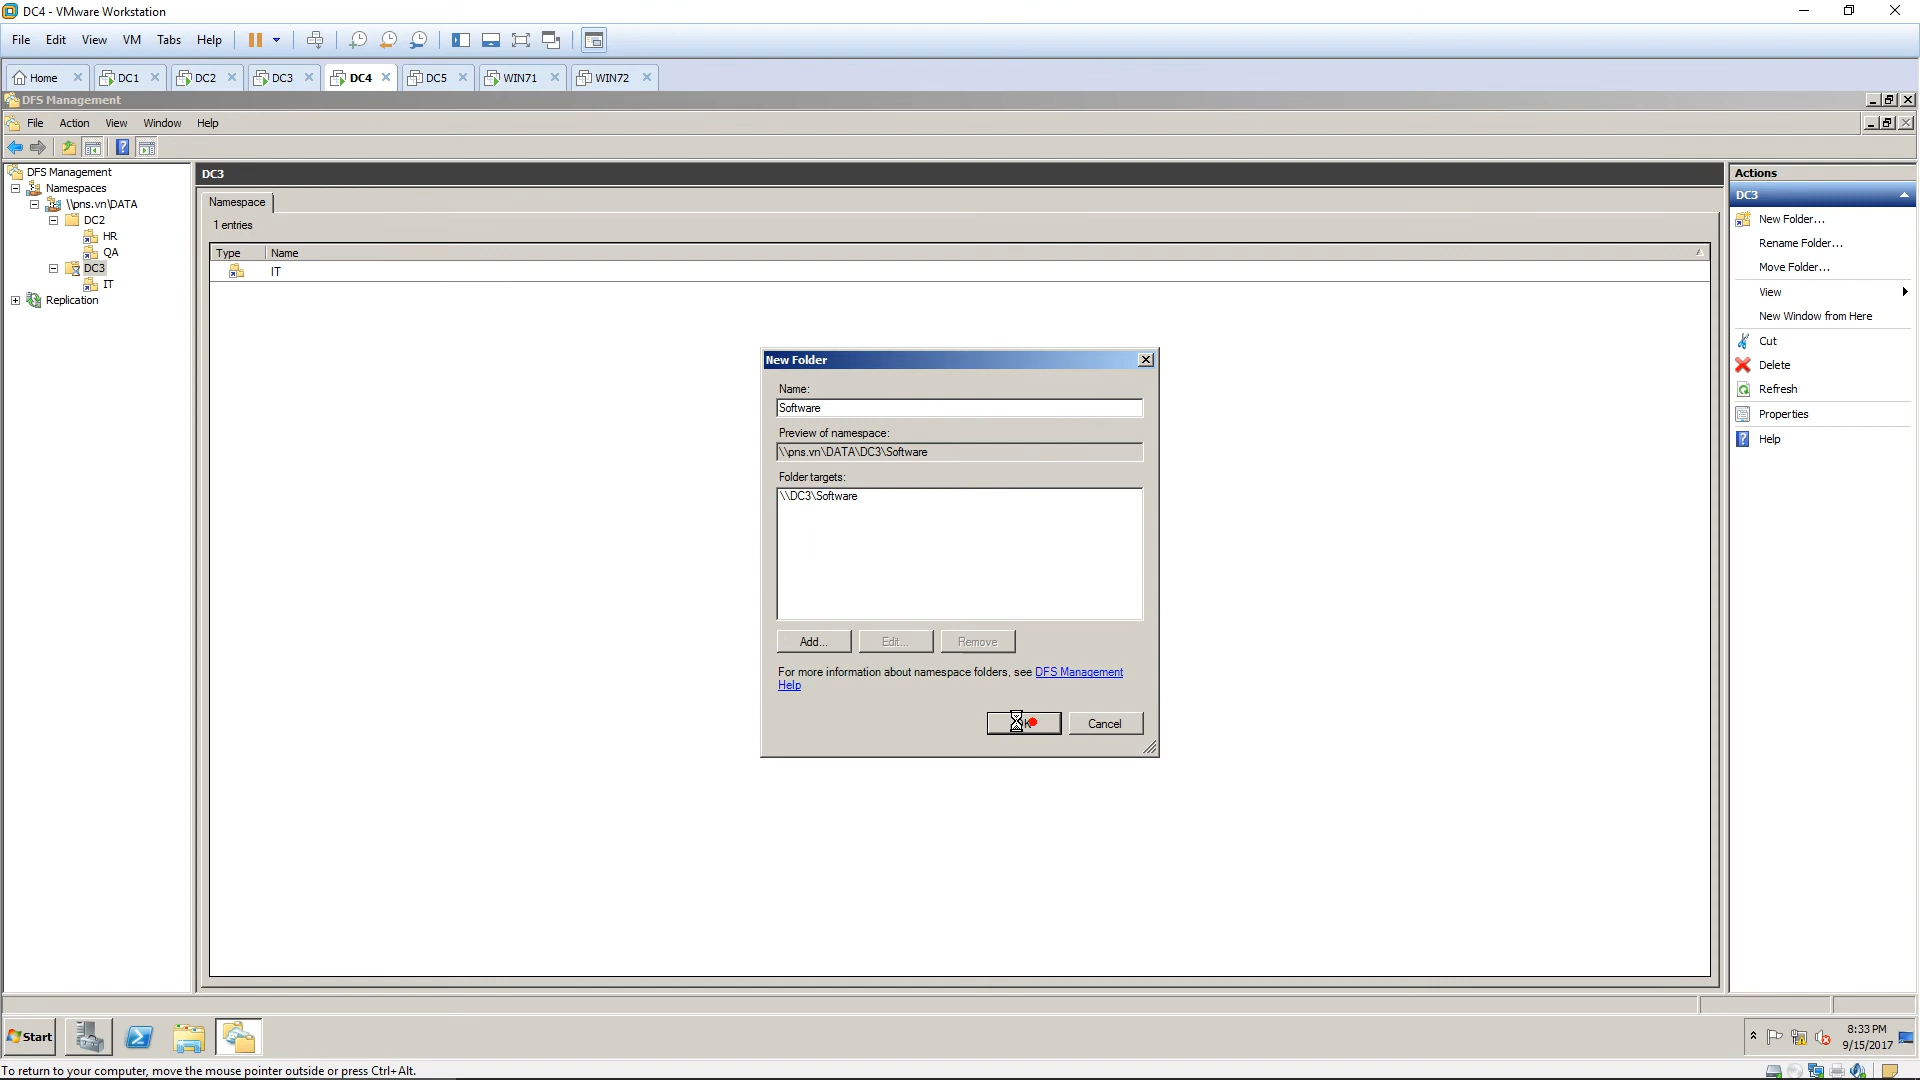 DC4 - VMware Workstation
File Edit View VM Tabs Help
Home DC1 DC2 DC3 DC4 DC5 WIN71 WIN72
DFS Management
File Action View Window Help
DFS Management
Namespaces
\\pns.vn\DATA
DC2
HR
QA
DC3
IT
Replication
DC3
Namespace
1 entries
Type Name
IT
New Folder
Name:
Software
Preview of namespace:
\\pns.vn\DATA\DC3\Software
Folder targets:
\\DC3\Software
Add... Edit... Remove
For more information about namespace folders, see DFS Management
Help
Cancel
Actions
DC3
New Folder...
Rename Folder...
Move Folder...
View
New Window from Here
Cut
Delete
Refresh
Properties
Help
Start
8:33 PM
9/15/2017
To return to your computer, move the mouse pointer outside or press Ctrl+Alt.